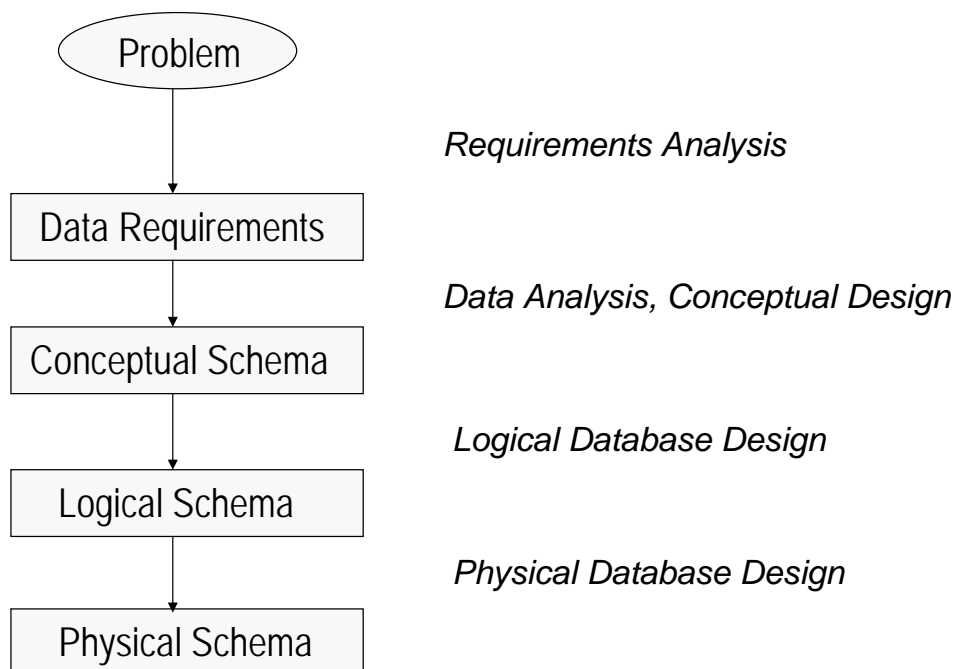 Problem
Requirements Analysis
Data Requirements
Data Analysis, Conceptual Design
Conceptual Schema
Logical Database Design
Logical Schema
Physical Database Design
Physical Schema